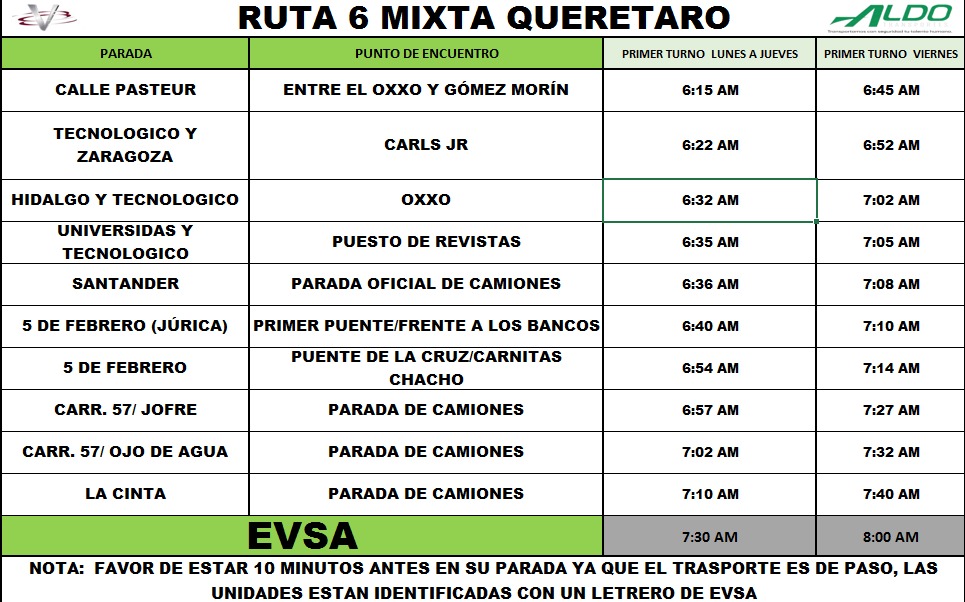 RUTA 6 MIXTA QUERETARO
V
ALDO
Transportamos con seguridad su talento humano.
PARADA PUNTO DE ENCUENTRO PRIMER TURNO LUNES A JUEVES PRIMER TURNO VIERNES
CALLE PASTEUR ENTRE EL OXXO Y GÓMEZ MORÍN 6:15 AM 6:45 AM
TECNOLOGICO Y
ZARAGOZA CARLS JR 6:22 AM 6:52 AM
HIDALGO Y TECNOLOGICO OXXO 6:32 AM 7:02 AM
UNIVERSIDAS Y
TECNOLOGICO PUESTO DE REVISTAS 6:35 AM 7:05 AM
SANTANDER PARADA OFICIAL DE CAMIONES 6:36 AM 7:08 AM
5 DE FEBRERO (JÚRICA) PRIMER PUENTE/FRENTE A LOS BANCOS 6:40 AM 7:10 AM
5 DE FEBRERO PUENTE DE LA CRUZ/CARNITAS
CHACHO 6:54 AM 7:14 AM
CARR. 57/ JOFRE PARADA DE CAMIONES 6:57 AM 7:27 AM
CARR. 57/ OJO DE AGUA PARADA DE CAMIONES 7:02 AM 7:32 AM
LA CINTA PARADA DE CAMIONES 7:10 AM 7:40 AM
EVSA 7:30 AM 8:00 AM
NOTA: FAVOR DE ESTAR 10 MINUTOS ANTES EN SU PARADA YA QUE EL TRASPORTE ES DE PASO, LAS
UNIDADES ESTAN IDENTIFICADAS CON UN LETRERO DE EVSA